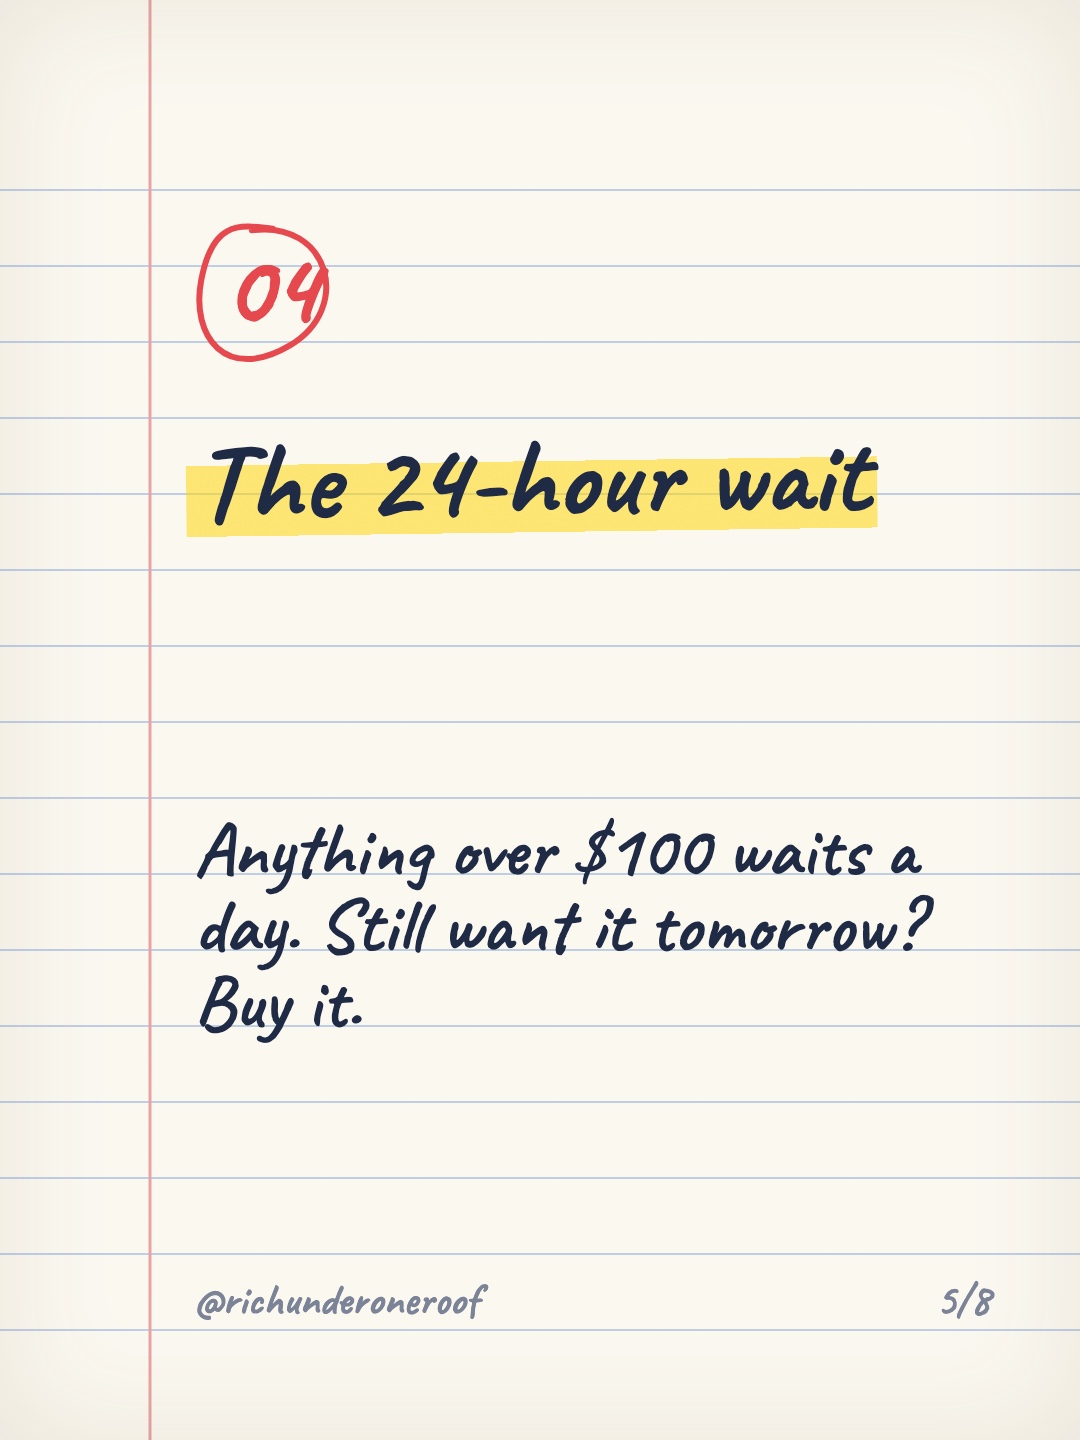 04
The 24-hour wait
Anything over $100 waits a
day. Still want it tomorrow?
Buy it.
@richunderoneroof
5/8